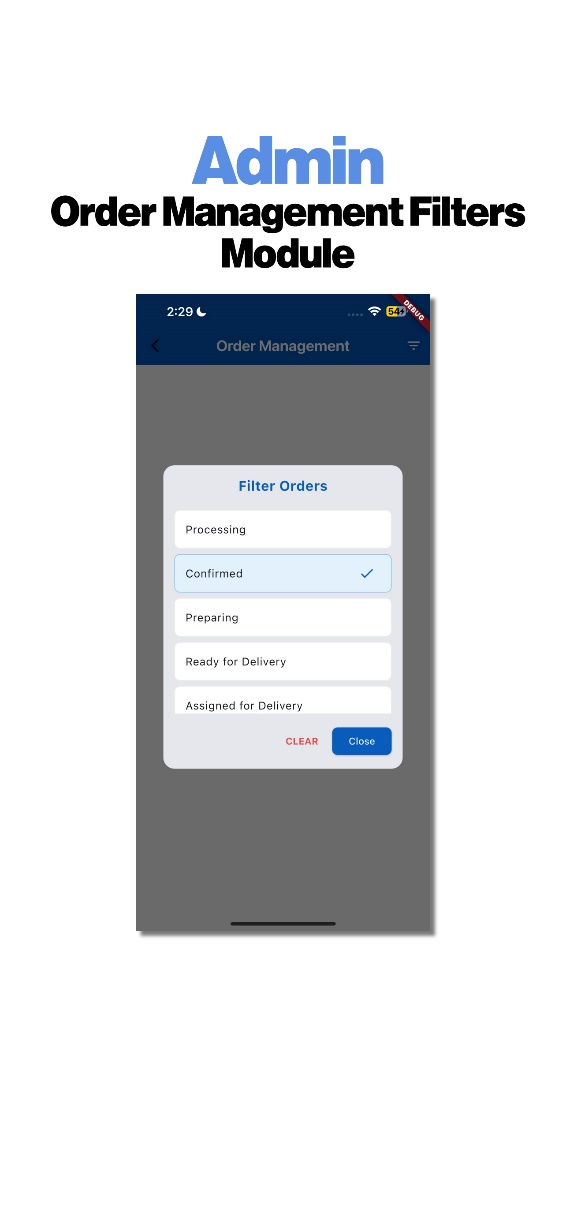 Admin
Order Management Filters
Module
2:29
54
DEBUG
Order Management
Filter Orders
Processing
Confirmed
Preparing
Ready for Delivery
Assigned for Delivery
CLEAR
Close